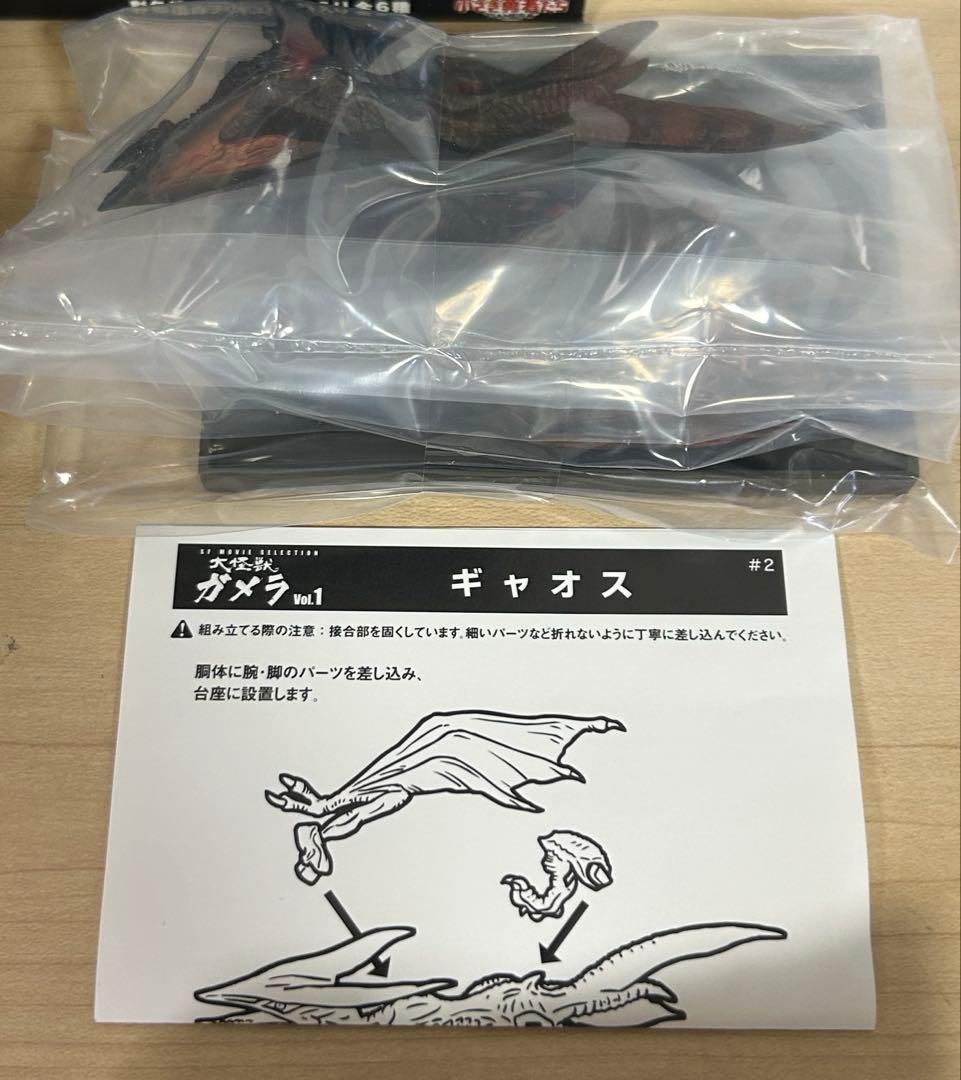 全6種
SF MOVIE SELECTION
大怪獣
ガメラ Vol.1
ギャオス
#2
組み立てる際の注意：接合部を固くしています。細いパーツなど折れないように丁寧に差し込んでください。
胴体に腕・脚のパーツを差し込み、
台座に設置します。